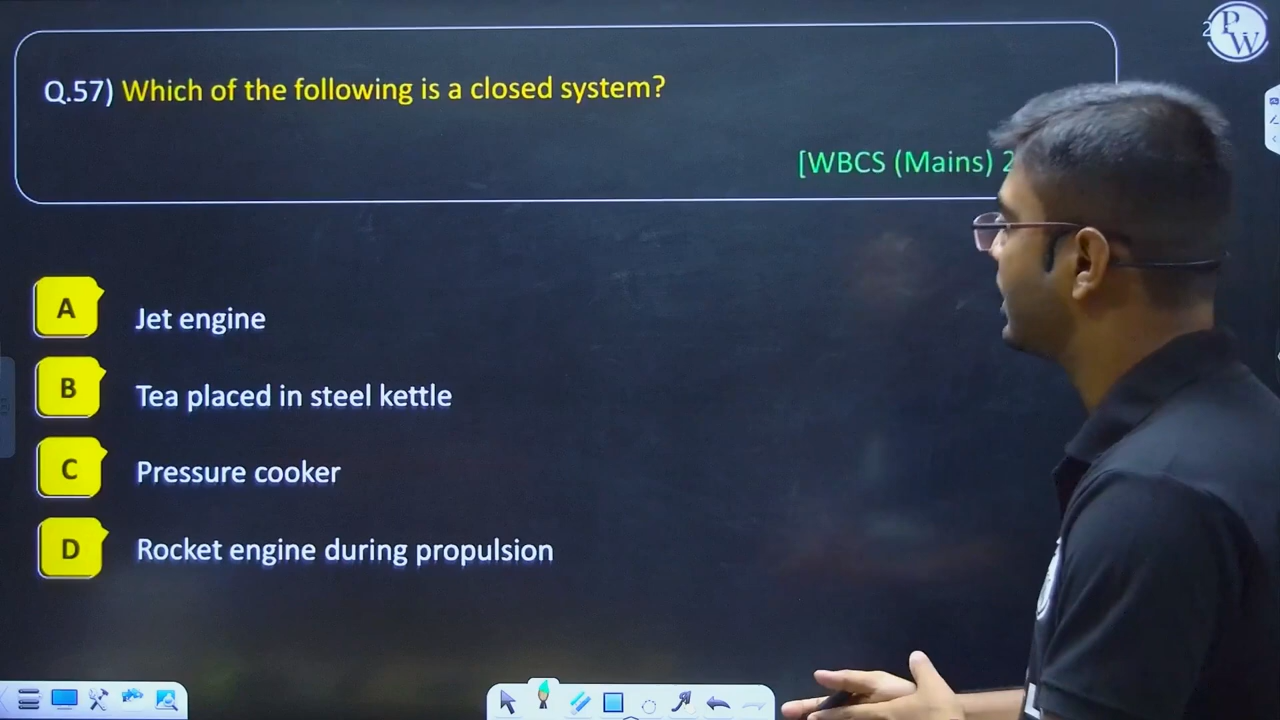 Q.57) Which of the following is a closed system?
[WBCS (Mains) 2
A
Jet engine
B
Tea placed in steel kettle
C
Pressure cooker
D
Rocket engine during propulsion
PW